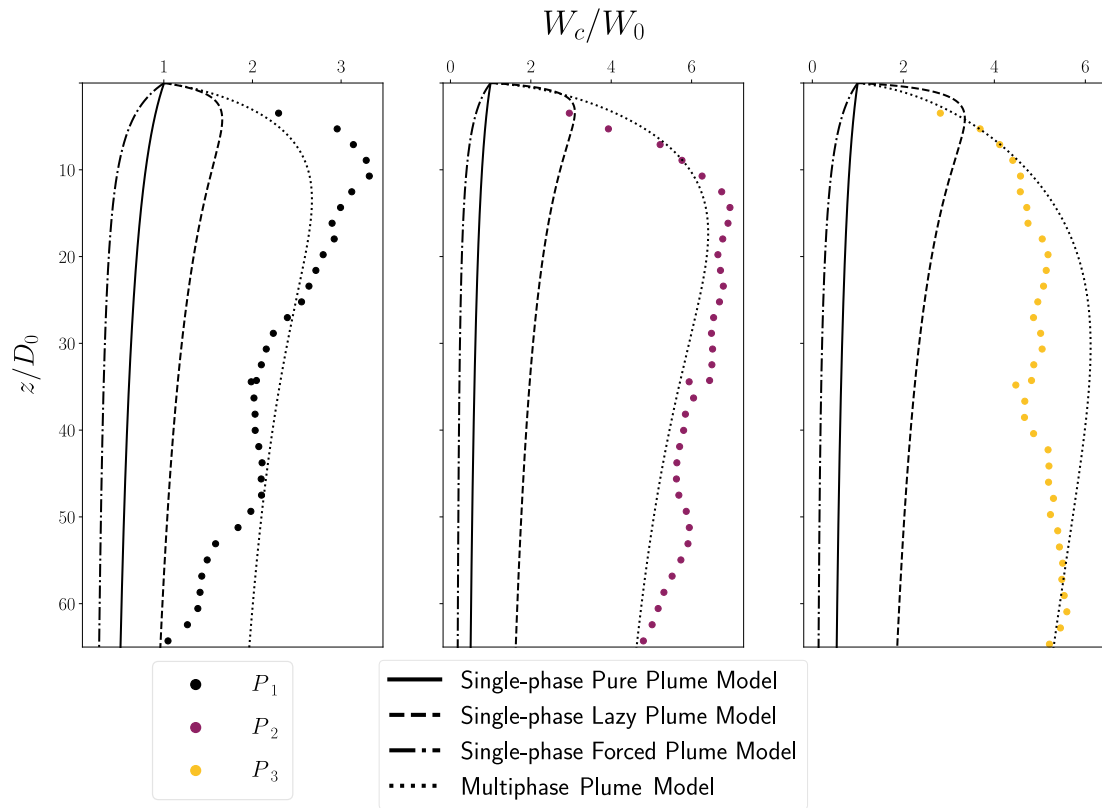 W_c/W_0
1 2 3
0 2 4 6
0 2 4 6
10
20
30
40
50
60
z/D_0
P_1
P_2
P_3
Single-phase Pure Plume Model
Single-phase Lazy Plume Model
Single-phase Forced Plume Model
Multiphase Plume Model